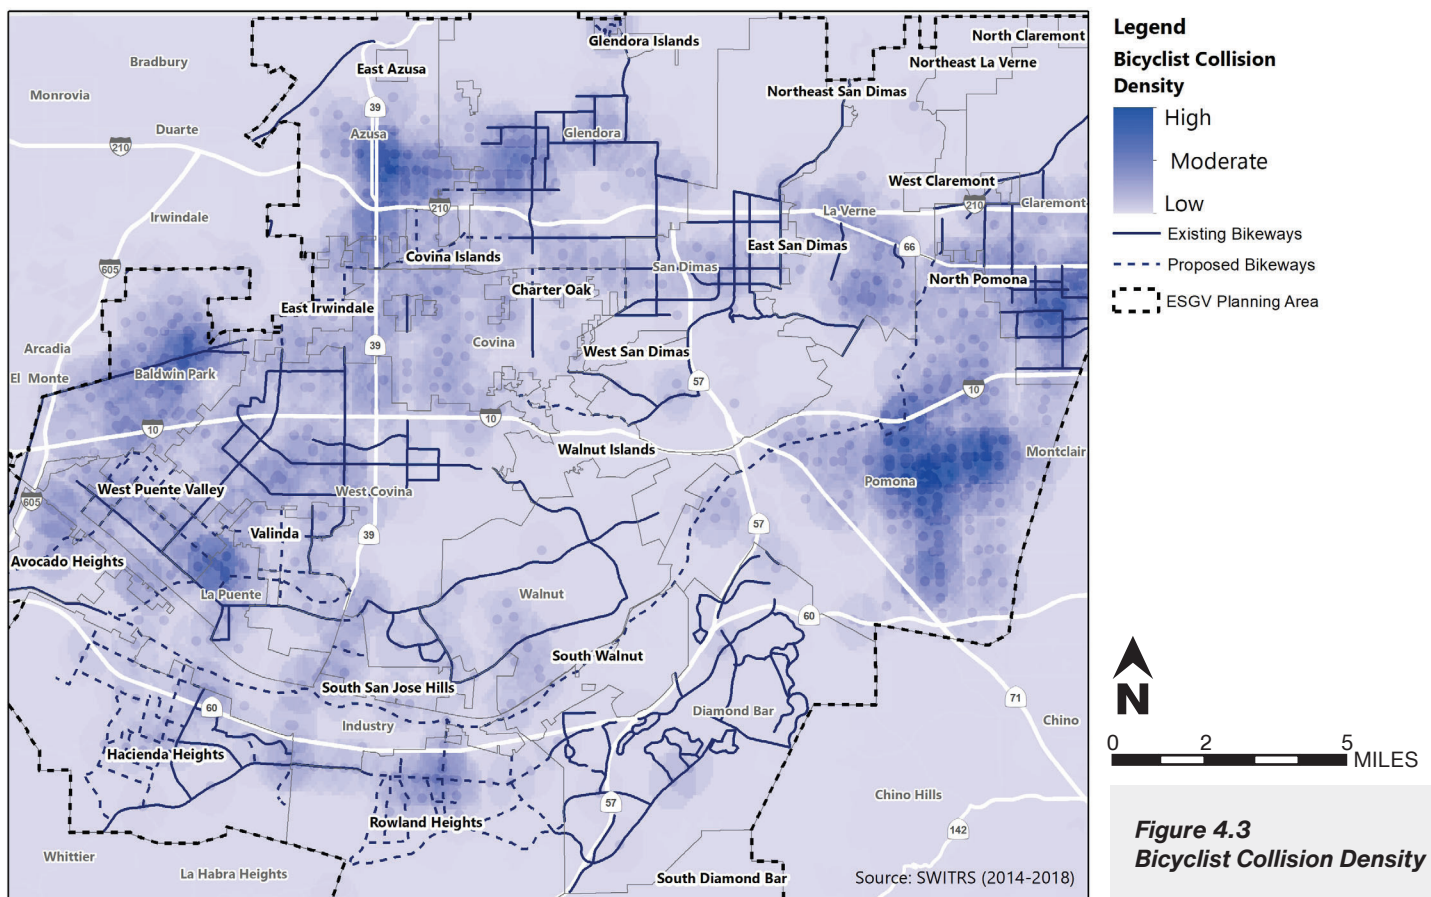 Glendora Islands
North Claremont
Bradbury
East Azusa
Northeast La Verne
Monrovia
Northeast San Dimas
39
Duarte
Azusa
Glendora
210
West Claremont
210
210
Claremont
Irwindale
La Verne
66
605
Covina Islands
East San Dimas
San Dimas
North Pomona
Charter Oak
East Irwindale
Arcadia
39
Covina
West San Dimas
El Monte
Baldwin Park
57
10
10
10
Walnut Islands
Montclair
Pomona
West Puente Valley
West Covina
605
57
Valinda
39
Avocado Heights
La Puente
Walnut
60
South Walnut
South San Jose Hills
60
Industry
Diamond Bar
71
Chino
Hacienda Heights
57
Chino Hills
Rowland Heights
142
Whittier
La Habra Heights
South Diamond Bar
Source: SWITRS (2014-2018)
Legend
Bicyclist Collision
Density
High
Moderate
Low
Existing Bikeways
Proposed Bikeways
ESGV Planning Area
N
0 2 5
MILES
Figure 4.3
Bicyclist Collision Density